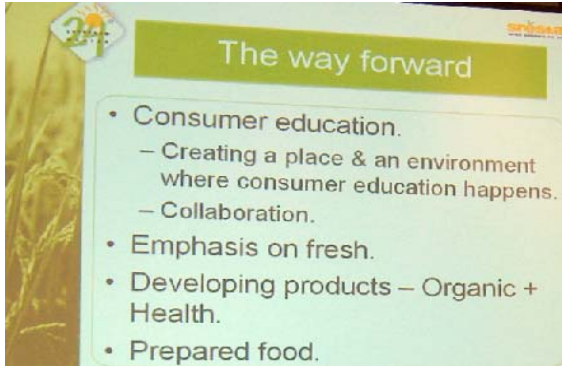 The way forward
• Consumer education.
– Creating a place & an environment
where consumer education happens.
– Collaboration.
• Emphasis on fresh.
• Developing products – Organic +
Health.
• Prepared food.